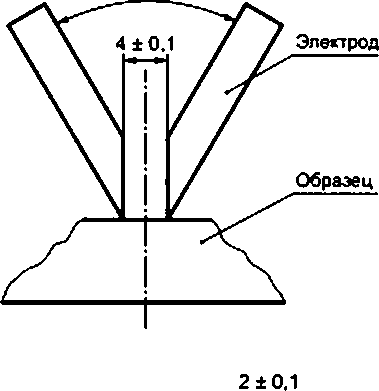 4 ± 0,1
Электрод
Образец
2 ± 0,1